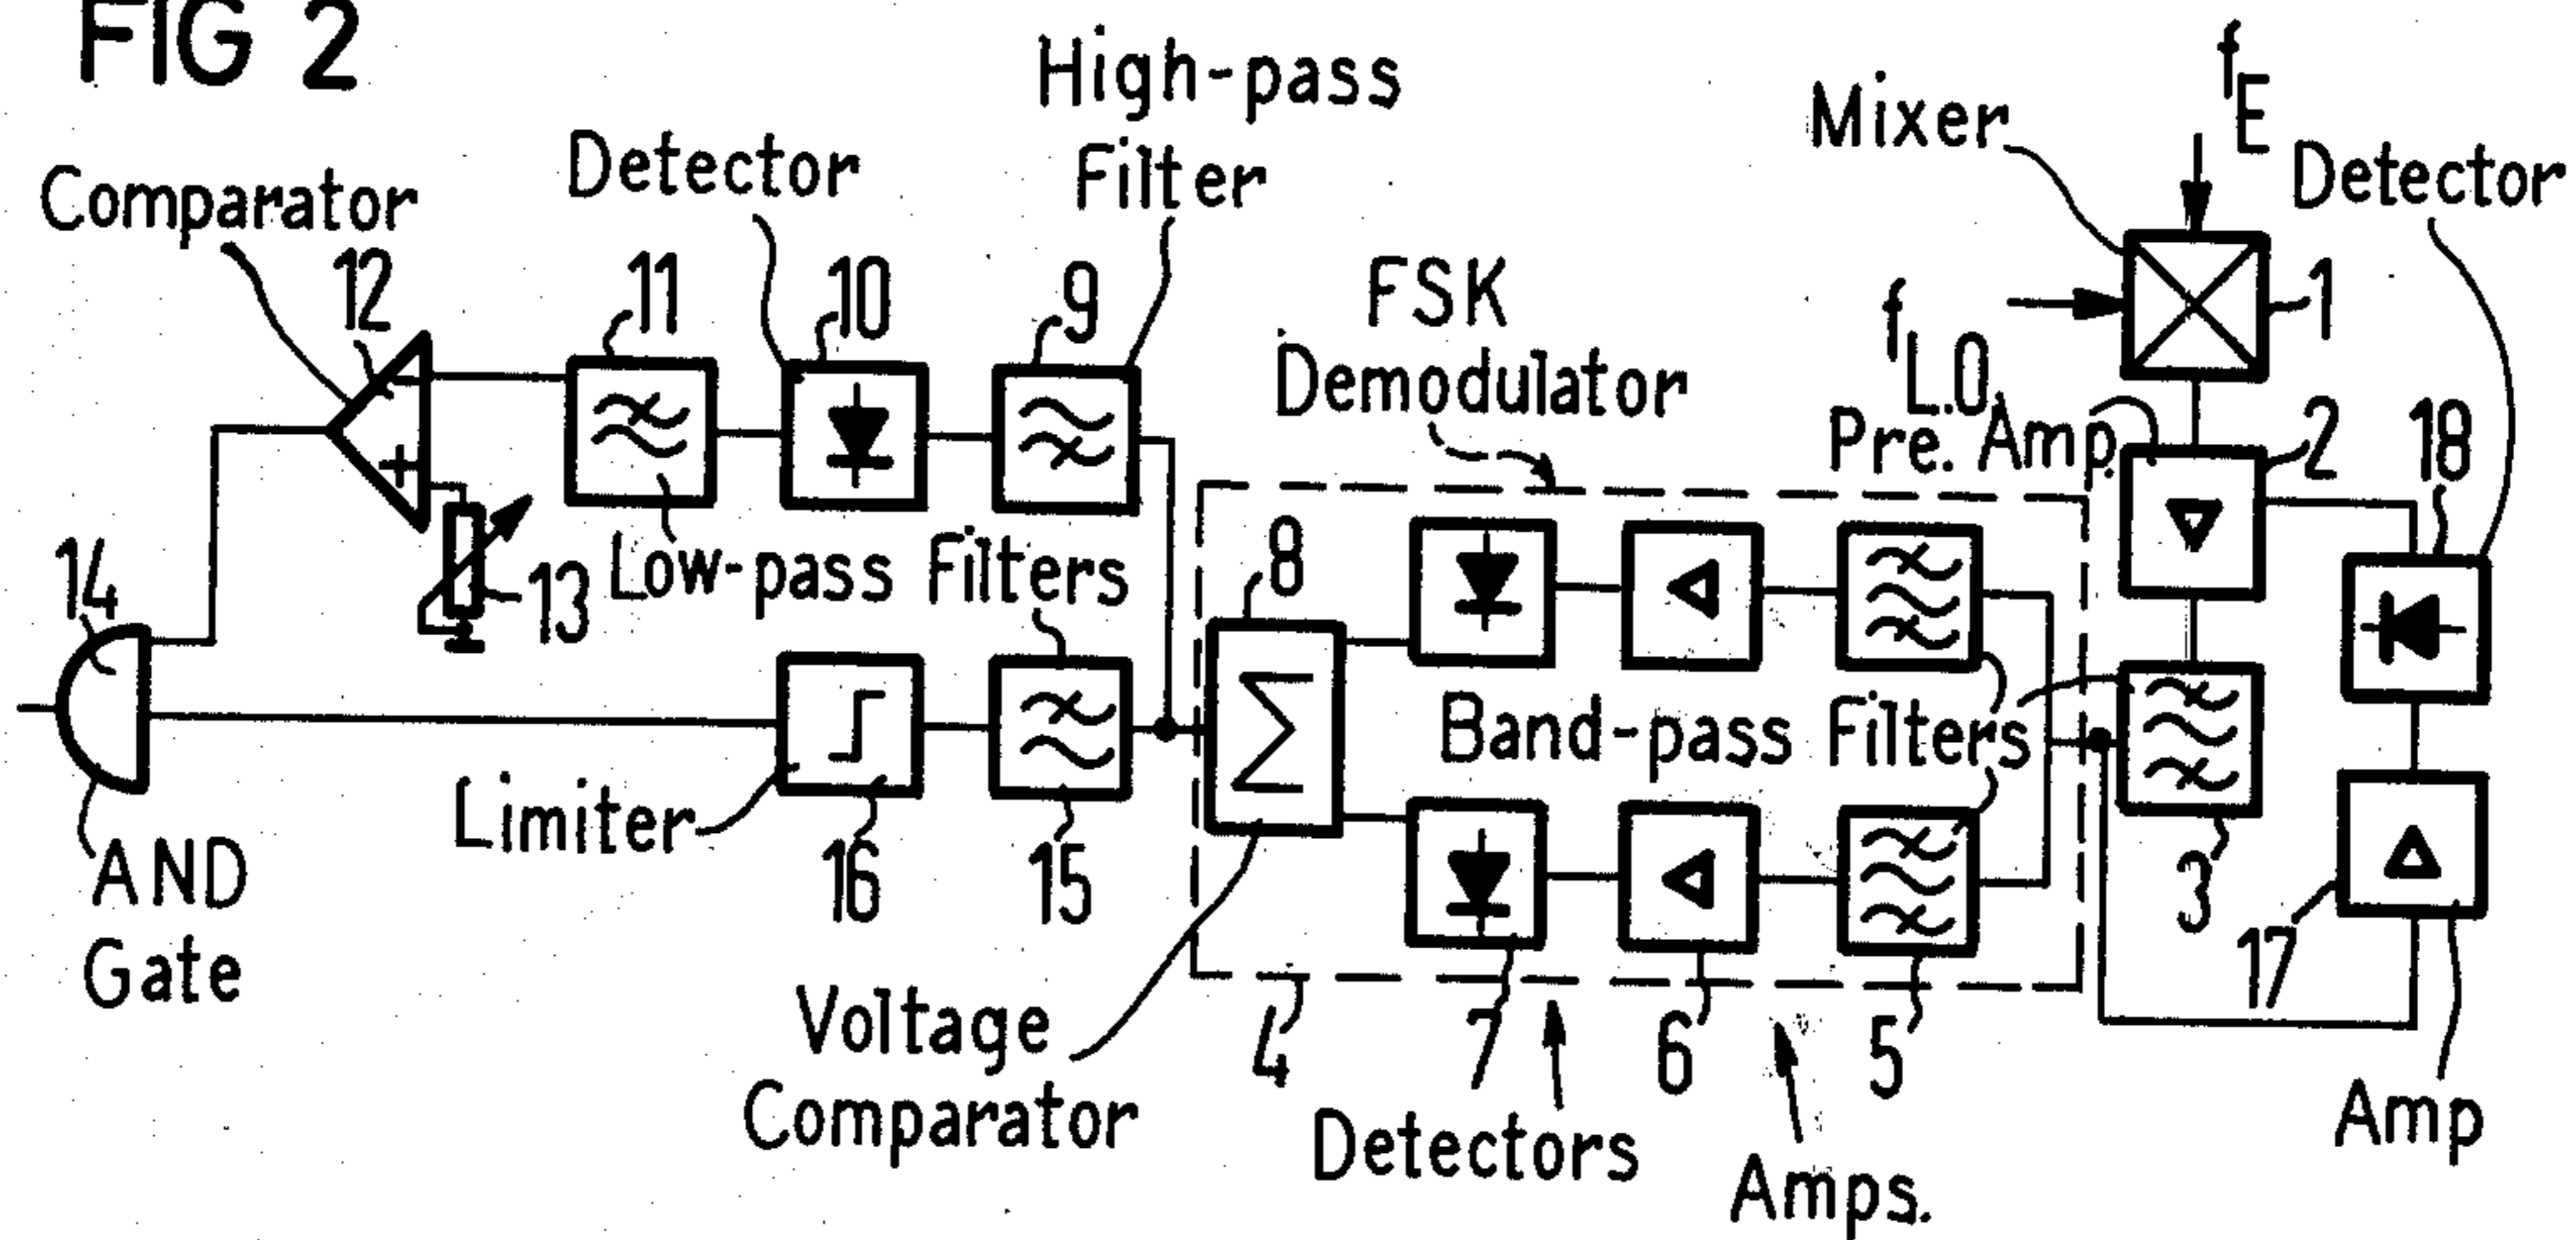 FIG 2
High-pass
Filter
Detector
Comparator
12
11
10
9
Mixer
fE
Detector
1
fL.O.
FSK
Demodulator
Pre. Amp.
2
18
14
13
Low-pass Filters
8
Band-pass Filters
Limiter
16
15
3
17
AND
Gate
Voltage
Comparator
4
7
6
5
Detectors
Amps.
Amp
- +